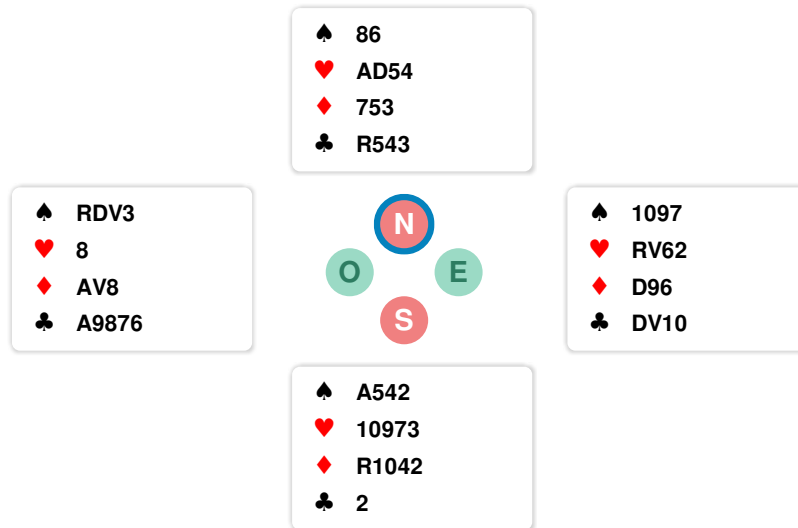 ♠ 86
♥ AD54
♦ 753
♣ R543
♠ RDV3
♥ 8
♦ AV8
♣ A9876
N
O E
S
♠ 1097
♥ RV62
♦ D96
♣ DV10
♠ A542
♥ 10973
♦ R1042
♣ 2